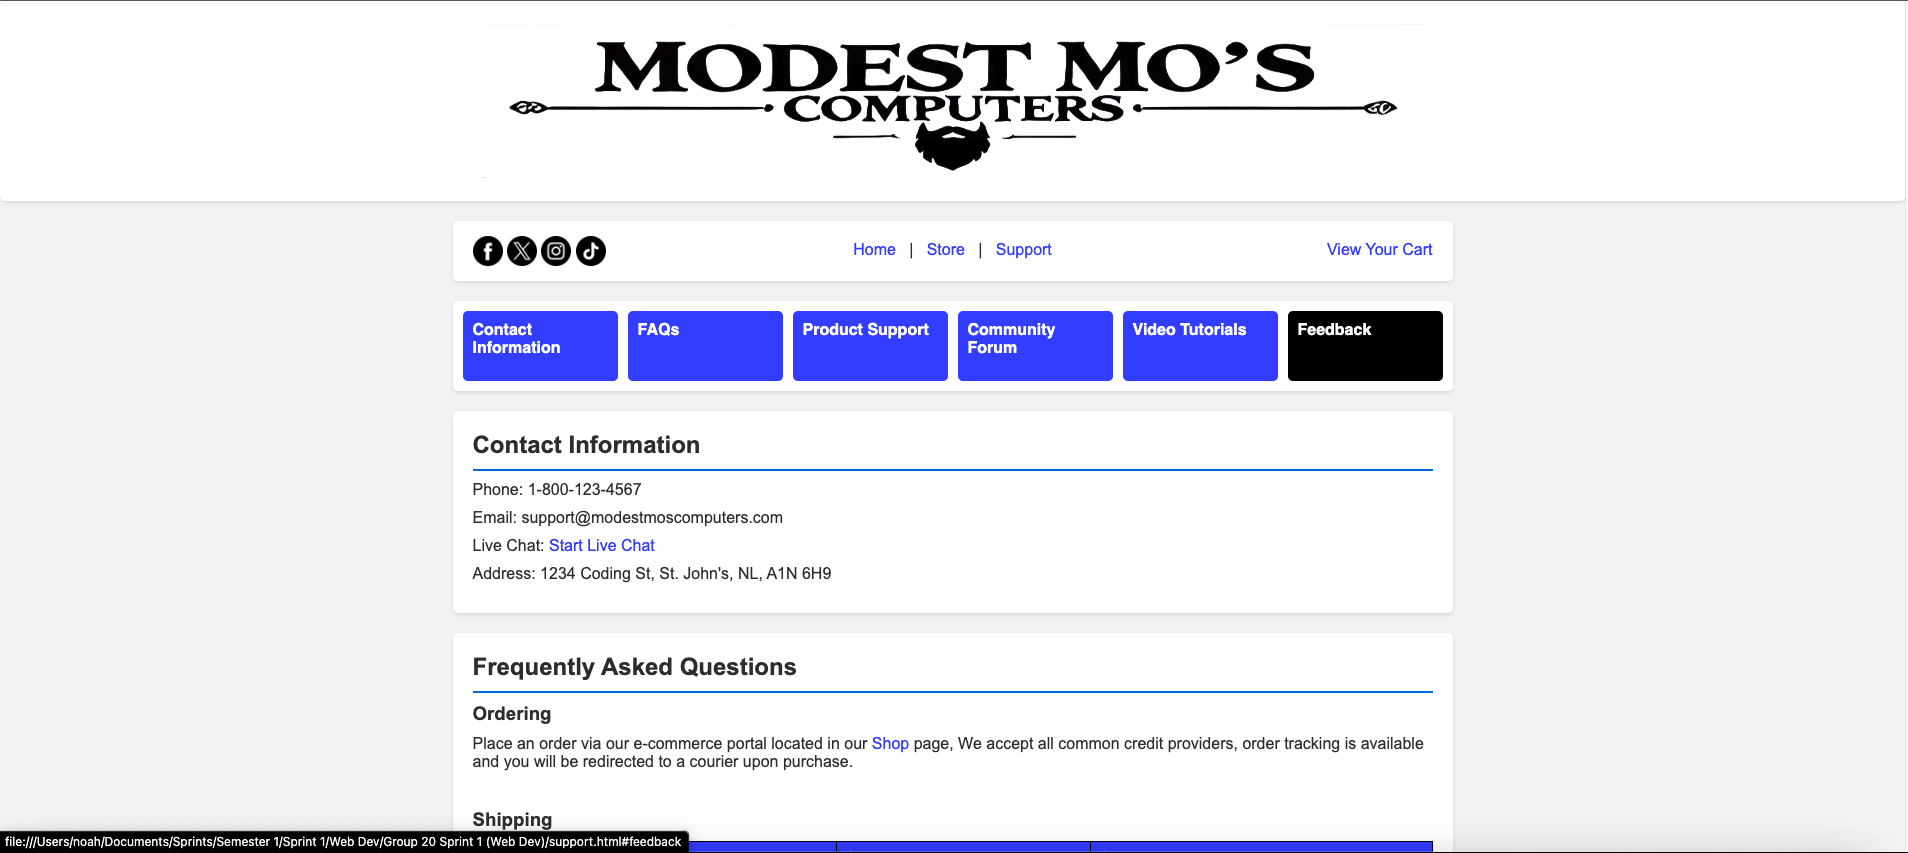 MODEST MO'S
COMPUTERS
Home | Store | Support
View Your Cart
Contact
Information
FAQs
Product Support
Community
Forum
Video Tutorials
Feedback
Contact Information
Phone: 1-800-123-4567
Email: support@modestmoscomputers.com
Live Chat: Start Live Chat
Address: 1234 Coding St, St. John's, NL, A1N 6H9
Frequently Asked Questions
Ordering
Place an order via our e-commerce portal located in our Shop page, We accept all common credit providers, order tracking is available
and you will be redirected to a courier upon purchase.
Shipping
file:///Users/noah/Documents/Sprints/Semester 1/Sprint 1/Web Dev/Group 20 Sprint 1 (Web Dev)/support.html#feedback